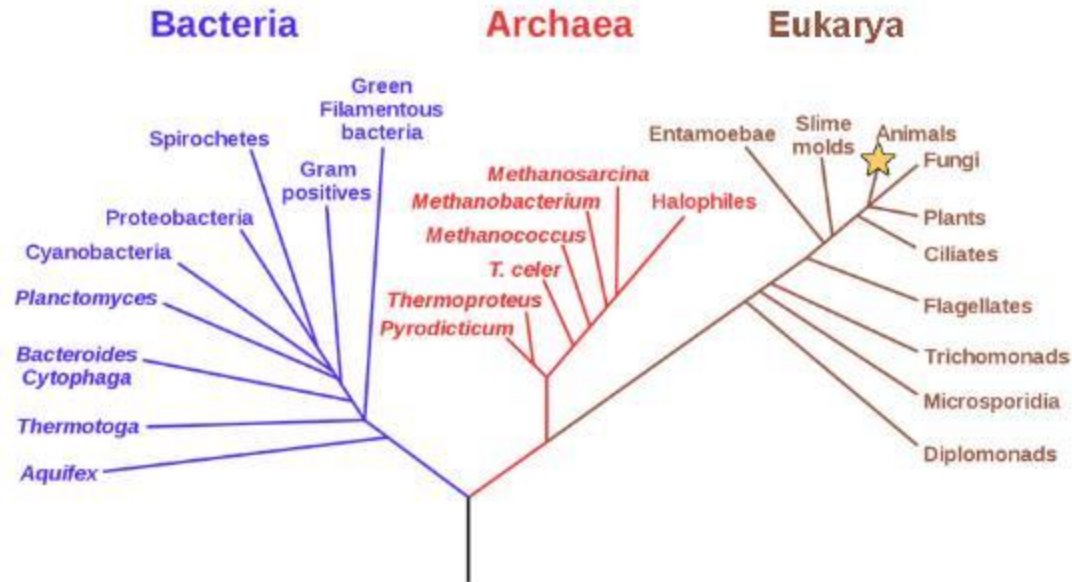 Bacteria
Archaea
Eukarya
Green
Filamentous
bacteria
Spirochetes
Gram
positives
Proteobacteria
Cyanobacteria
Planctomyces
Bacteroides
Cytophaga
Thermotoga
Aquifex
Methanosarcina
Methanobacterium
Halophiles
Methanococcus
T. celer
Thermoproteus
Pyrodicticum
Entamoebae
Slime
molds
Animals
Fungi
Plants
Ciliates
Flagellates
Trichomonads
Microsporidia
Diplomonads